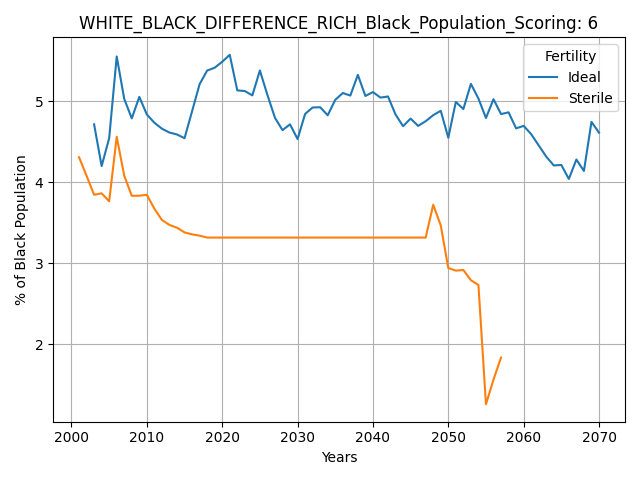 WHITE_BLACK_DIFFERENCE_RICH_Black_Population_Scoring: 6
Fertility
Ideal
Sterile
% of Black Population
5
4
3
2
2000 2010 2020 2030 2040 2050 2060 2070
Years